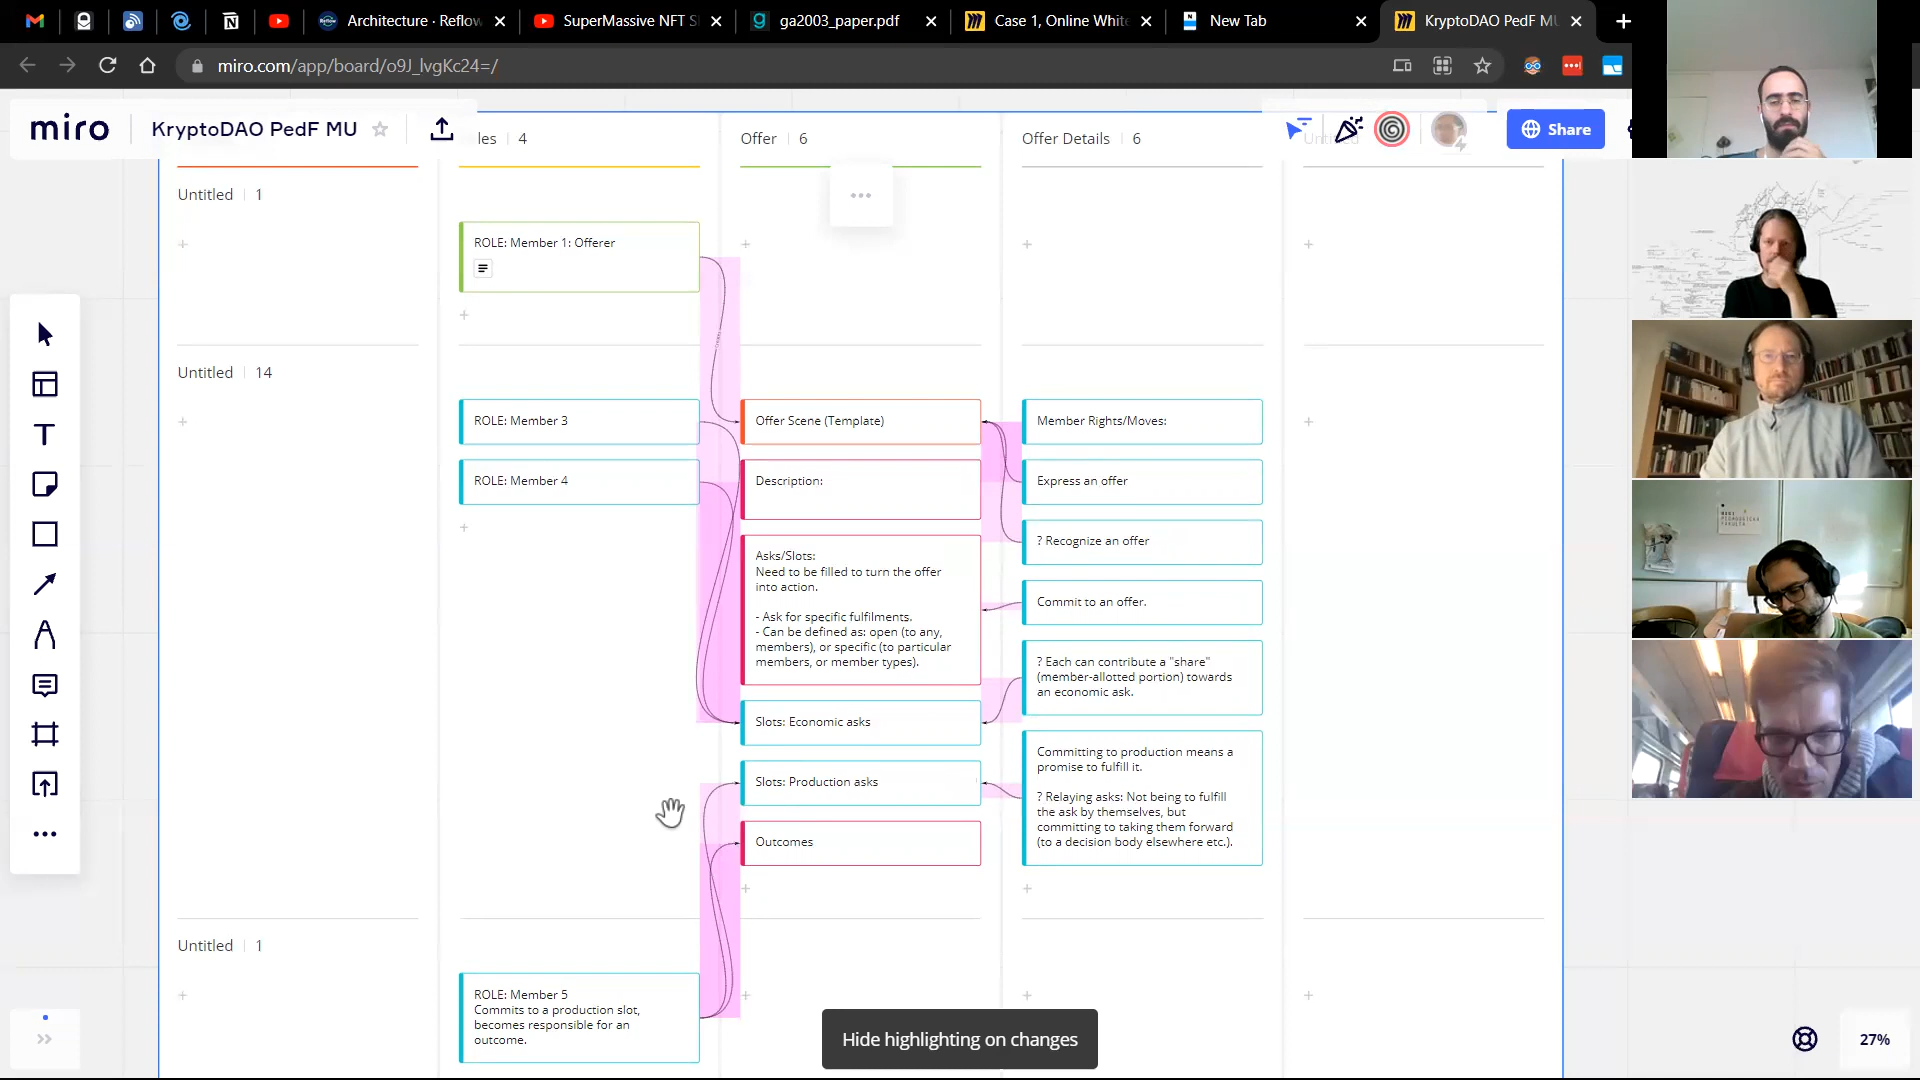 Architecture · Reflow
SuperMassive NFT S
ga2003_paper.pdf
Case 1, Online White
New Tab
KryptoDAO PedF MU
miro.com/app/board/o9J_lvgKc24=/
miro
KryptoDAO PedF MU
Share
les 4
Offer 6
Offer Details 6
Untitled 1
ROLE: Member 1: Offerer
Untitled 14
ROLE: Member 3
Offer Scene (Template)
Member Rights/Moves:
ROLE: Member 4
Description:
Express an offer
Asks/Slots:
Need to be filled to turn the offer
into action.
- Ask for specific fulfilments.
- Can be defined as: open (to any,
members), or specific (to particular
members, or member types).
? Recognize an offer
Commit to an offer.
? Each can contribute a "share"
(member-allotted portion) towards
an economic ask.
Slots: Economic asks
Committing to production means a
promise to fulfill it.
? Relaying asks: Not being to fulfill
the ask by themselves, but
committing to taking them forward
(to a decision body elsewhere etc.).
Slots: Production asks
Outcomes
Untitled 1
ROLE: Member 5
Commits to a production slot,
becomes responsible for an
outcome.
Hide highlighting on changes
27%